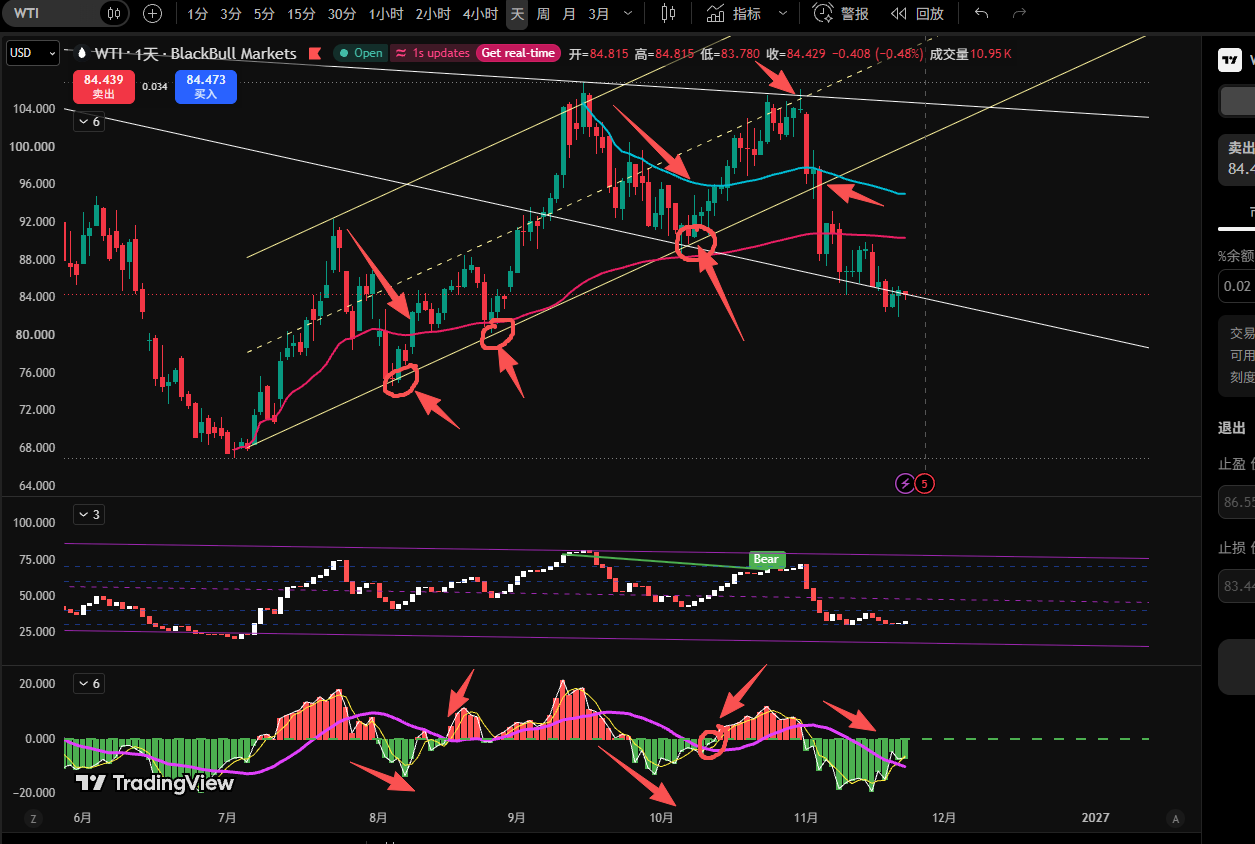 WTI 1分 3分 5分 15分 30分 1小时 2小时 4小时 天 周 月 3月 指标 警报 回放
USD WTI · 1天 · BlackBull Markets Open 1s updates Get real-time 开=84.815 高=84.815 低=83.780 收=84.429 -0.408 (-0.48%) 成交量10.95K
84.439 卖出
0.034
84.473 买入
6
104.000
100.000
96.000
92.000
88.000
84.000
80.000
76.000
72.000
68.000
64.000
5
3
100.000
75.000
50.000
25.000
Bear
6
20.000
0.000
−20.000
TradingView
Z 6月 7月 8月 9月 10月 11月 12月 2027 A
卖出
84.4
%余额
0.02
交易
可用
刻度
退出
止盈 价
86.55
止损 价
83.44